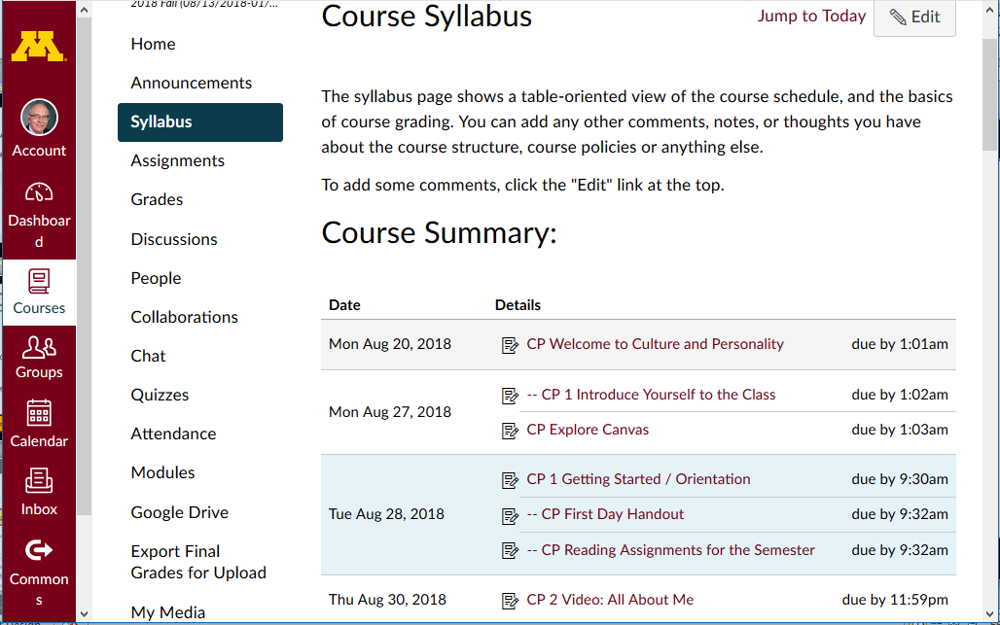 2018 Fall (08/13/2018-01/...
Course Syllabus
Jump to Today
Edit
M
Account
Dashboar
d
Courses
Groups
Calendar
Inbox
Common
s
Home
Announcements
Syllabus
Assignments
Grades
Discussions
People
Collaborations
Chat
Quizzes
Attendance
Modules
Google Drive
Export Final
Grades for Upload
My Media
The syllabus page shows a table-oriented view of the course schedule, and the basics
of course grading. You can add any other comments, notes, or thoughts you have
about the course structure, course policies or anything else.
To add some comments, click the "Edit" link at the top.
Course Summary:
Date Details
Mon Aug 20, 2018 CP Welcome to Culture and Personality due by 1:01am
Mon Aug 27, 2018
-- CP 1 Introduce Yourself to the Class due by 1:02am
CP Explore Canvas due by 1:03am
Tue Aug 28, 2018
CP 1 Getting Started / Orientation due by 9:30am
-- CP First Day Handout due by 9:32am
-- CP Reading Assignments for the Semester due by 9:32am
Thu Aug 30, 2018 CP 2 Video: All About Me due by 11:59pm